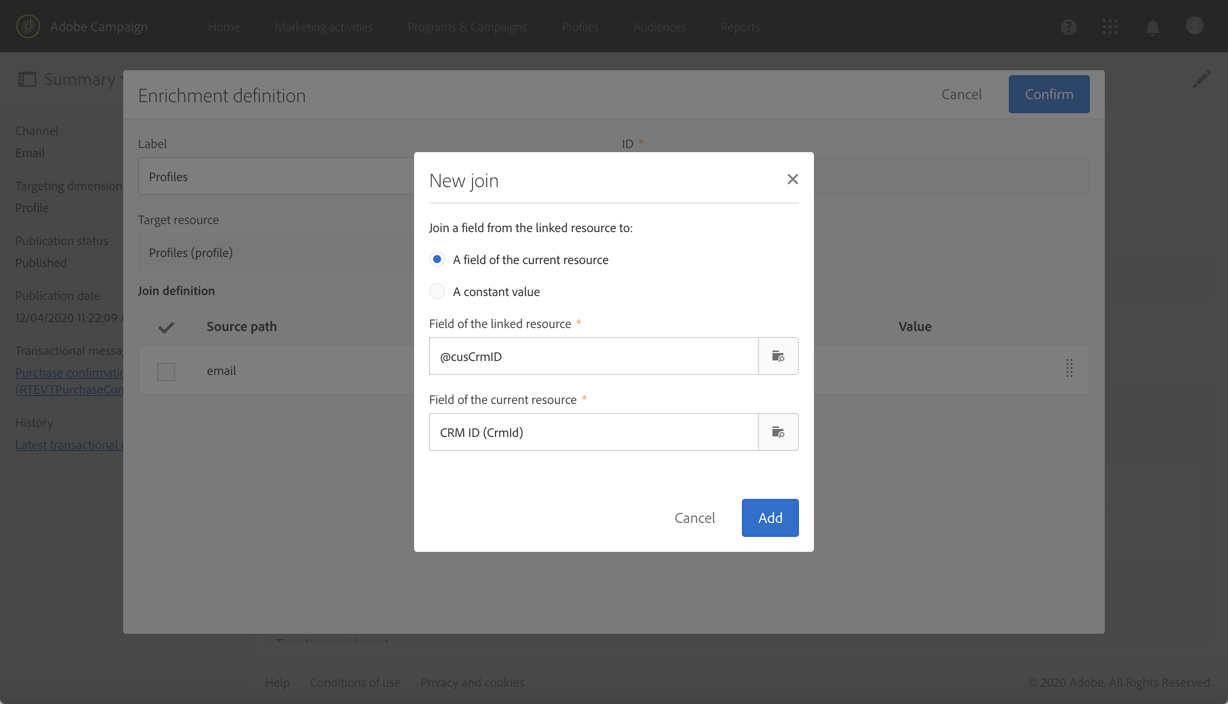 Adobe Campaign
Home
Marketing activities
Programs & Campaigns
Profiles
Audiences
Reports
Summary
Channel
Email
Targeting dimension
Profile
Publication status
Published
Publication date
12/04/2020 11:22:09
Transactional
Purchase
(RTEVTPurchaseCon
History
Latest transactional
Enrichment definition
Cancel
Confirm
Label
ID *
Profiles
Target resource
Profiles (profile)
Join definition
Source path
Value
email
New join
Join a field from the linked resource to:
A field of the current resource
A constant value
Field of the linked resource *
@cusCrmID
Field of the current resource *
CRM ID (CrmId)
Cancel
Add
Help
Conditions of use
Privacy and cookies
© 2020 Adobe. All Rights Reserved.